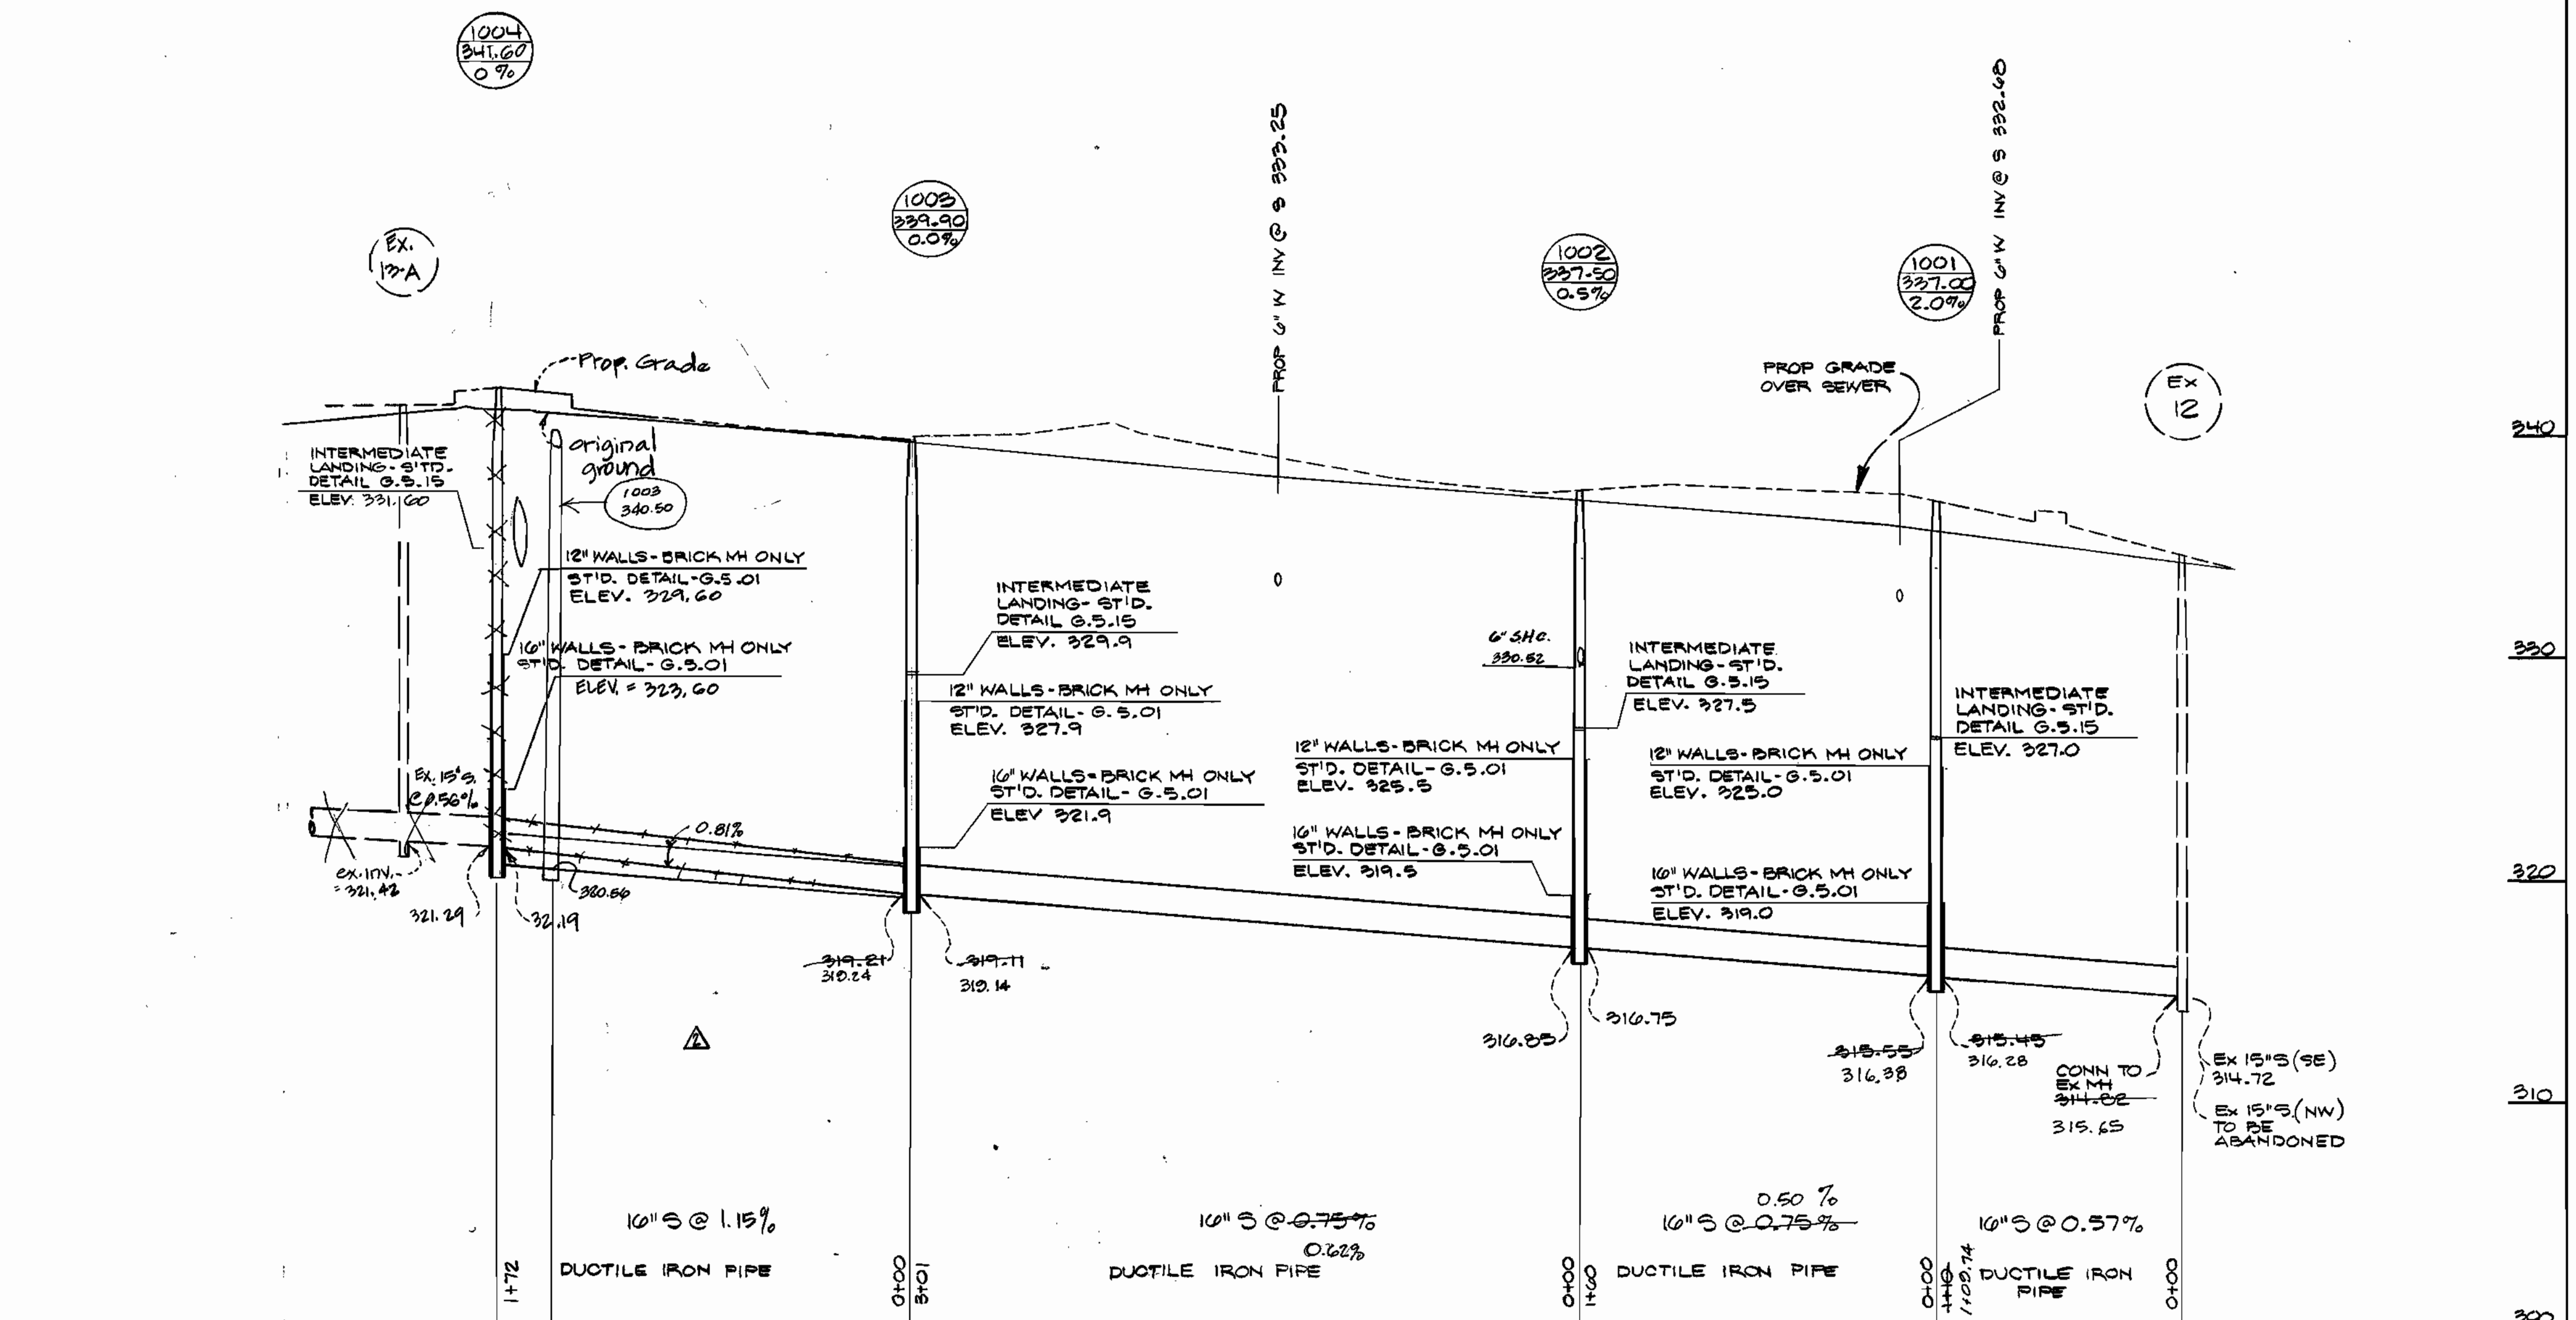 1004
341.60
0%
1003
339.90
0.0%
Ex.
13-A
PROP 6" W INV @ S 333.25
1002
337.50
0.5%
1001
337.00
2.0%
PROP 6" W INV @ S 332.60
Ex
12
Prop. Grade
PROP GRADE
OVER SEWER
340
original
ground
1003
340.50
INTERMEDIATE
LANDING-ST'D.
DETAIL G.5.15
ELEV. 331.60
12" WALLS-BRICK MH ONLY
ST'D. DETAIL-G.5.01
ELEV. 329.60
16" WALLS-BRICK MH ONLY
ST'D. DETAIL-G.5.01
ELEV. = 323.60
INTERMEDIATE
LANDING-ST'D.
DETAIL G.5.15
ELEV. 329.9
12" WALLS-BRICK MH ONLY
ST'D. DETAIL-G.5.01
ELEV. 327.9
16" WALLS-BRICK MH ONLY
ST'D. DETAIL-G.5.01
ELEV 321.9
6" S.H.C.
330.52
INTERMEDIATE
LANDING-ST'D.
DETAIL G.5.15
ELEV. 327.5
330
12" WALLS-BRICK MH ONLY
ST'D. DETAIL-G.5.01
ELEV. 325.5
16" WALLS-BRICK MH ONLY
ST'D. DETAIL-G.5.01
ELEV. 319.5
INTERMEDIATE
LANDING-ST'D.
DETAIL G.5.15
ELEV. 327.0
12" WALLS-BRICK MH ONLY
ST'D. DETAIL-G.5.01
ELEV. 325.0
16" WALLS-BRICK MH ONLY
ST'D. DETAIL-G.5.01
ELEV. 319.0
320
Ex. 15" S.
@ 0.56%
ex. inv.
= 321.42
321.29
32.19
0.81%
320.56
319.21
319.24
319.11
319.14
2
316.85
316.75
315.55
316.38
315.45
316.28
CONN TO
EX MH
314.82
315.65
EX 15"S (SE)
314.72
EX 15"S.(NW)
TO BE
ABANDONED
310
16" S @ 1.15%
DUCTILE IRON PIPE
16" S @ 0.75%
0.62%
DUCTILE IRON PIPE
0.50 %
16" S @ 0.75%
DUCTILE IRON PIPE
16" S @ 0.57%
DUCTILE IRON
PIPE
1+72
0+00
3+01
0+00
1+60
0+00
1+10
1+09.74
0+00